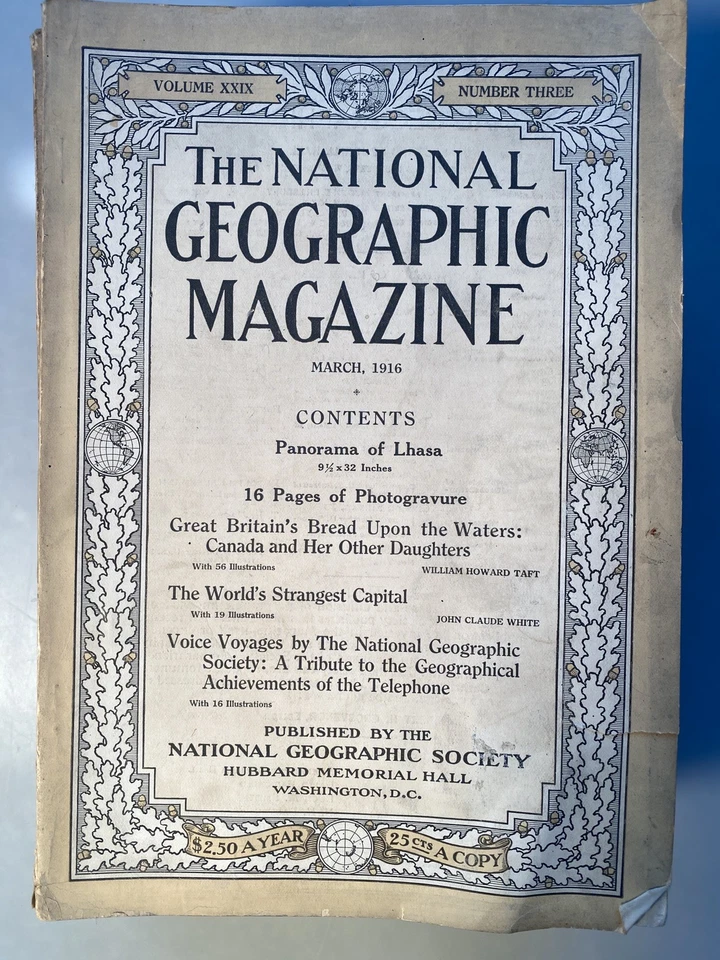 VOLUME XXIX
NUMBER THREE
THE NATIONAL
GEOGRAPHIC
MAGAZINE
MARCH, 1916
CONTENTS
Panorama of Lhasa
9½ x 32 Inches
16 Pages of Photogravure
Great Britain's Bread Upon the Waters:
Canada and Her Other Daughters
With 56 Illustrations
WILLIAM HOWARD TAFT
The World's Strangest Capital
With 19 Illustrations
JOHN CLAUDE WHITE
Voice Voyages by The National Geographic
Society: A Tribute to the Geographical
Achievements of the Telephone
With 16 Illustrations
PUBLISHED BY THE
NATIONAL GEOGRAPHIC SOCIETY
HUBBARD MEMORIAL HALL
WASHINGTON, D.C.
$2.50 A YEAR
25 CTS A COPY